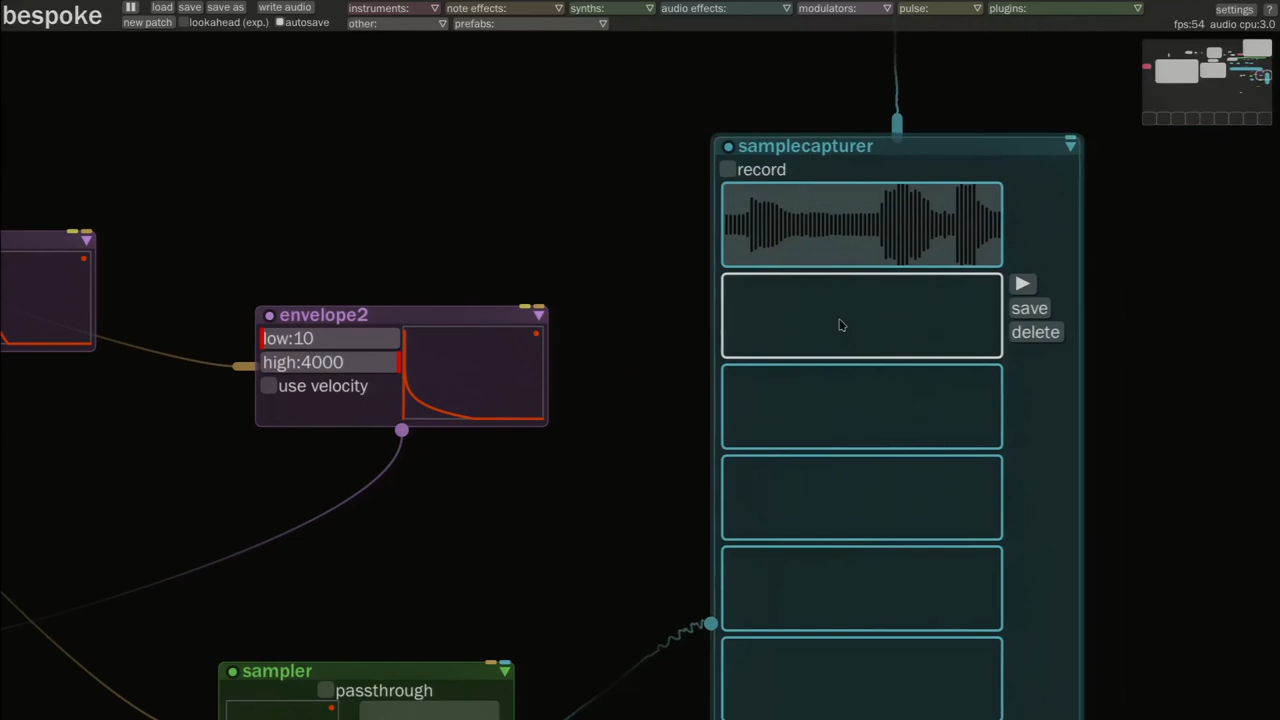 bespoke
load save save as write audio
new patch lookahead (exp.) autosave
instruments: note effects: synths: audio effects: modulators: pulse: plugins:
other: prefabs:
settings ?
fps:54 audio cpu:3.0
samplecapturer
record
save
delete
envelope2
low:10
high:4000
use velocity
sampler
passthrough